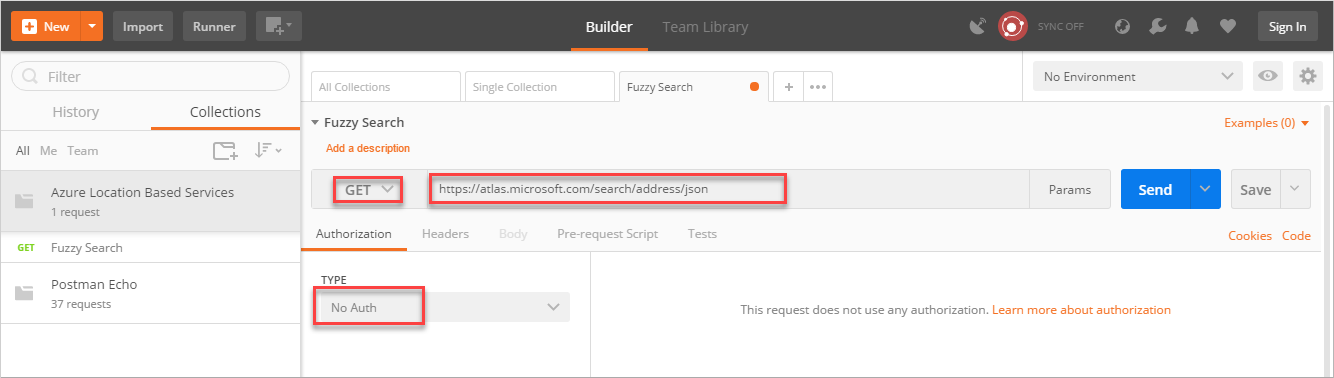 New Import Runner Builder Team Library SYNC OFF Sign In
Filter
History Collections
All Me Team
Azure Location Based Services
1 request
GET Fuzzy Search
Postman Echo
37 requests
All Collections Single Collection Fuzzy Search + ••• No Environment
Fuzzy Search Examples (0)
Add a description
GET https://atlas.microsoft.com/search/address/json Params Send Save
Authorization Headers Body Pre-request Script Tests Cookies Code
TYPE
No Auth
This request does not use any authorization. Learn more about authorization